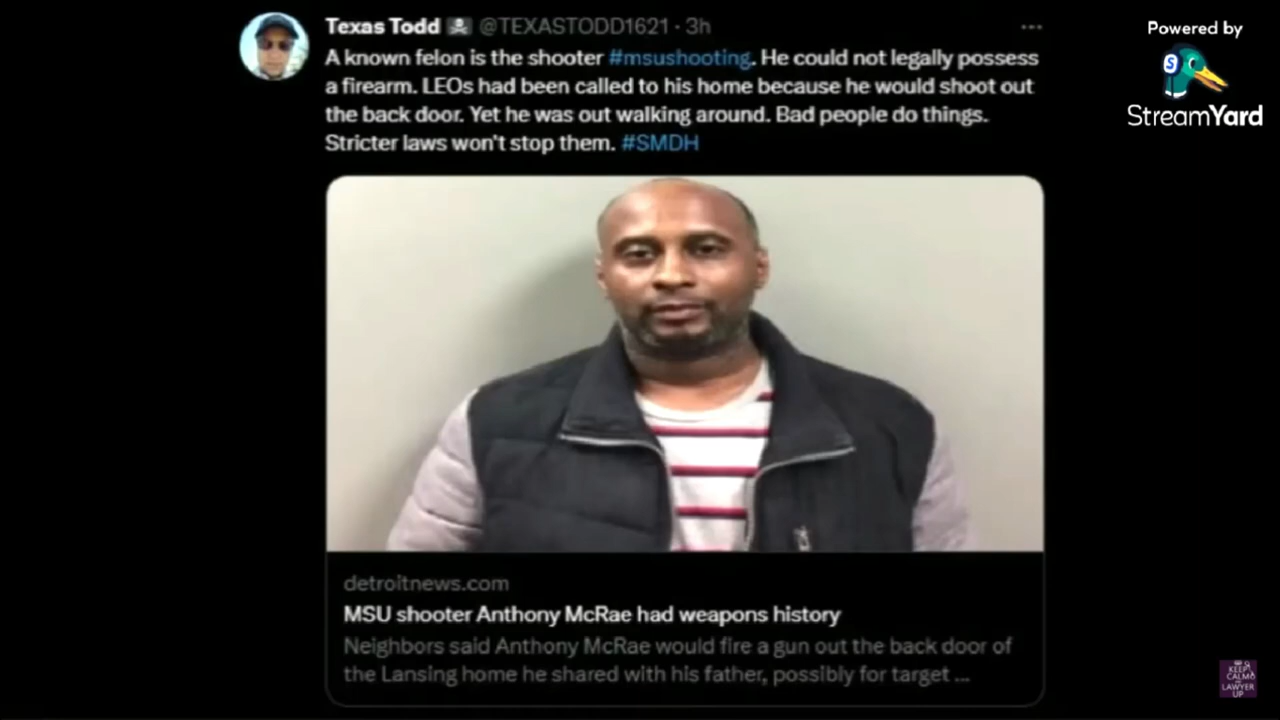 Texas Todd @TEXASTODD1621 · 3h
Powered by
A known felon is the shooter #msushooting. He could not legally possess
a firearm. LEOs had been called to his home because he would shoot out
the back door. Yet he was out walking around. Bad people do things.
Stricter laws won't stop them. #SMDH
S
StreamYard
detroitnews.com
MSU shooter Anthony McRae had weapons history
Neighbors said Anthony McRae would fire a gun out the back door of
the Lansing home he shared with his father, possibly for target ...
KEEP
CALM
LAWYER
UP